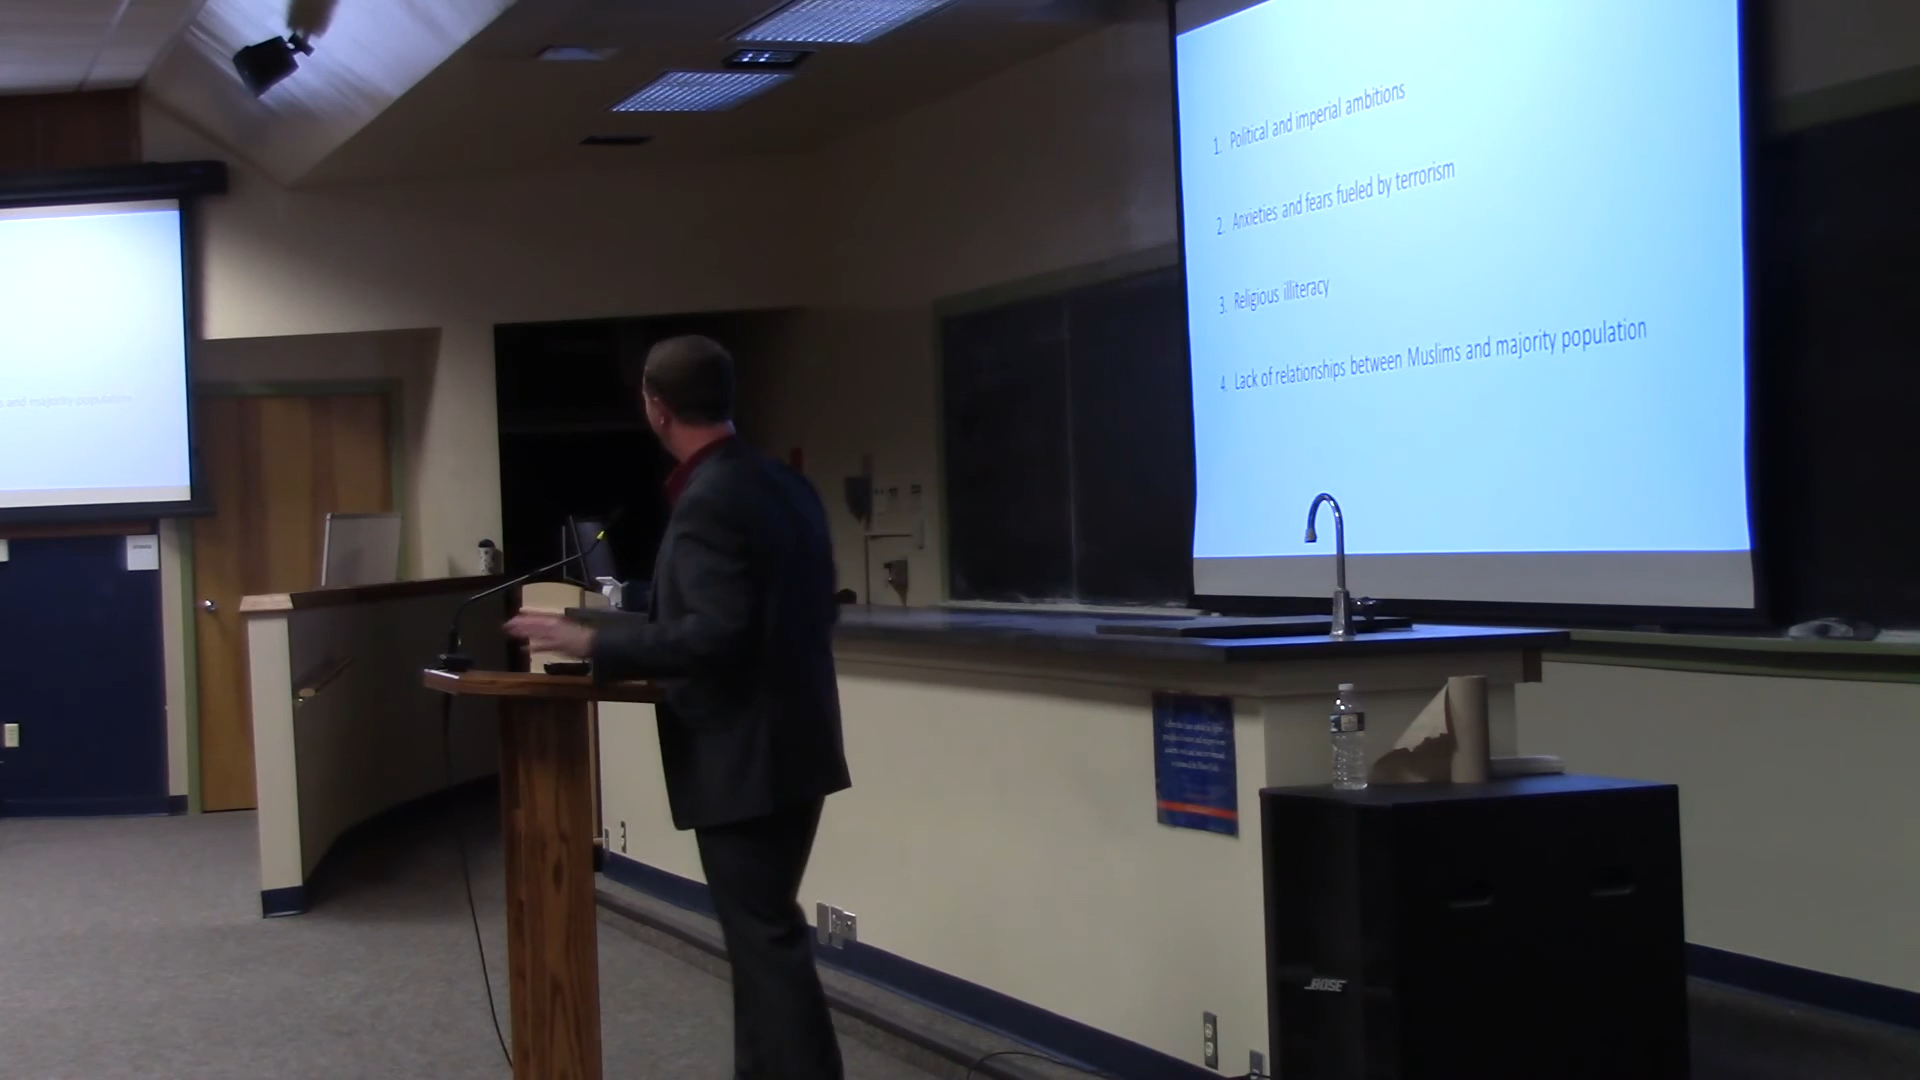 1. Political and imperial ambitions
2. Anxieties and fears fueled by terrorism
3. Religious illiteracy
4. Lack of relationships between Muslims and majority population
s and majority population
BOSE